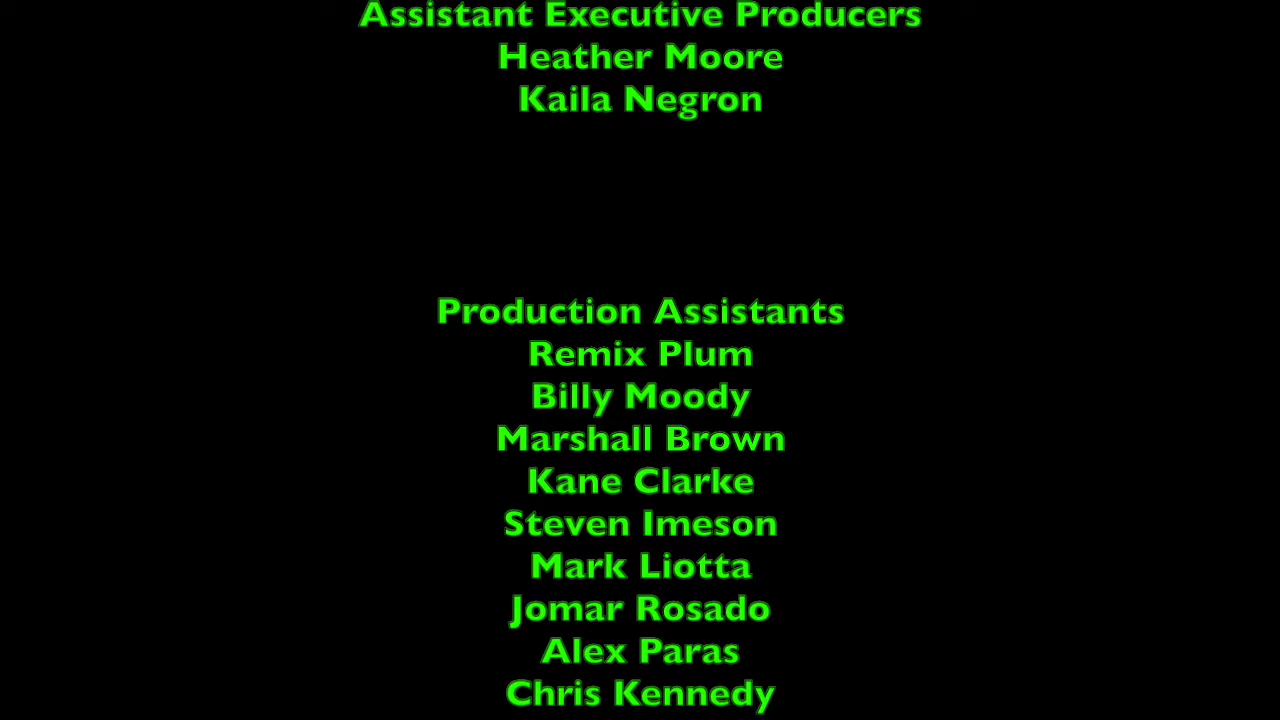 Assistant Executive Producers
Heather Moore
Kaila Negron
Production Assistants
Remix Plum
Billy Moody
Marshall Brown
Kane Clarke
Steven Imeson
Mark Liotta
Jomar Rosado
Alex Paras
Chris Kennedy